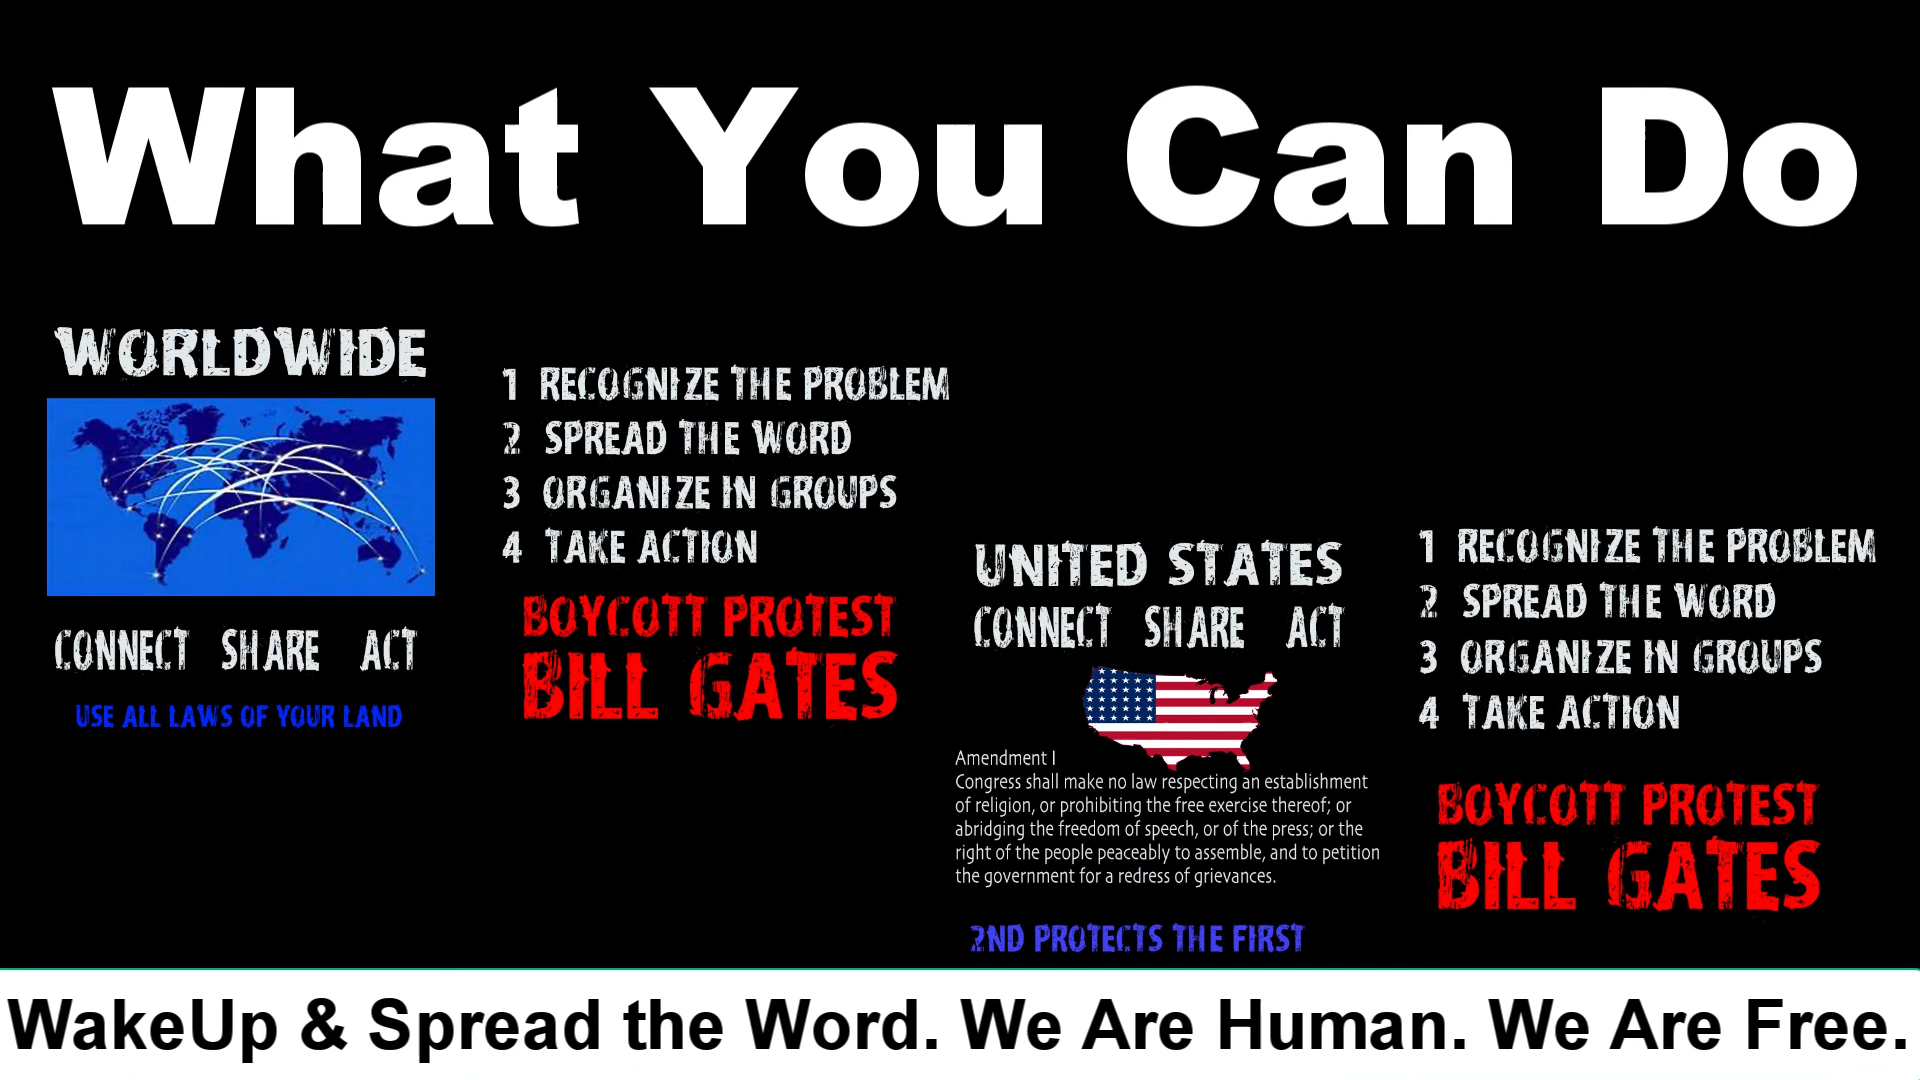 What You Can Do
WORLDWIDE
CONNECT SHARE ACT
USE ALL LAWS OF YOUR LAND
1 RECOGNIZE THE PROBLEM
2 SPREAD THE WORD
3 ORGANIZE IN GROUPS
4 TAKE ACTION
BOYCOTT PROTEST
BILL GATES
UNITED STATES
CONNECT SHARE ACT
Amendment I
Congress shall make no law respecting an establishment
of religion, or prohibiting the free exercise thereof; or
abridging the freedom of speech, or of the press; or the
right of the people peaceably to assemble, and to petition
the government for a redress of grievances.
2ND PROTECTS THE FIRST
1 RECOGNIZE THE PROBLEM
2 SPREAD THE WORD
3 ORGANIZE IN GROUPS
4 TAKE ACTION
BOYCOTT PROTEST
BILL GATES
WakeUp & Spread the Word. We Are Human. We Are Free.